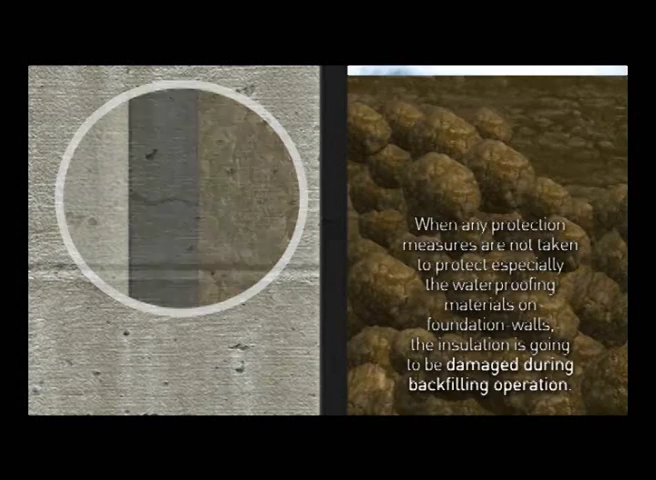 When any protection
measures are not taken
to protect especially
the waterproofing
materials on
foundation-walls,
the insulation is going
to be damaged during
backfilling operation.